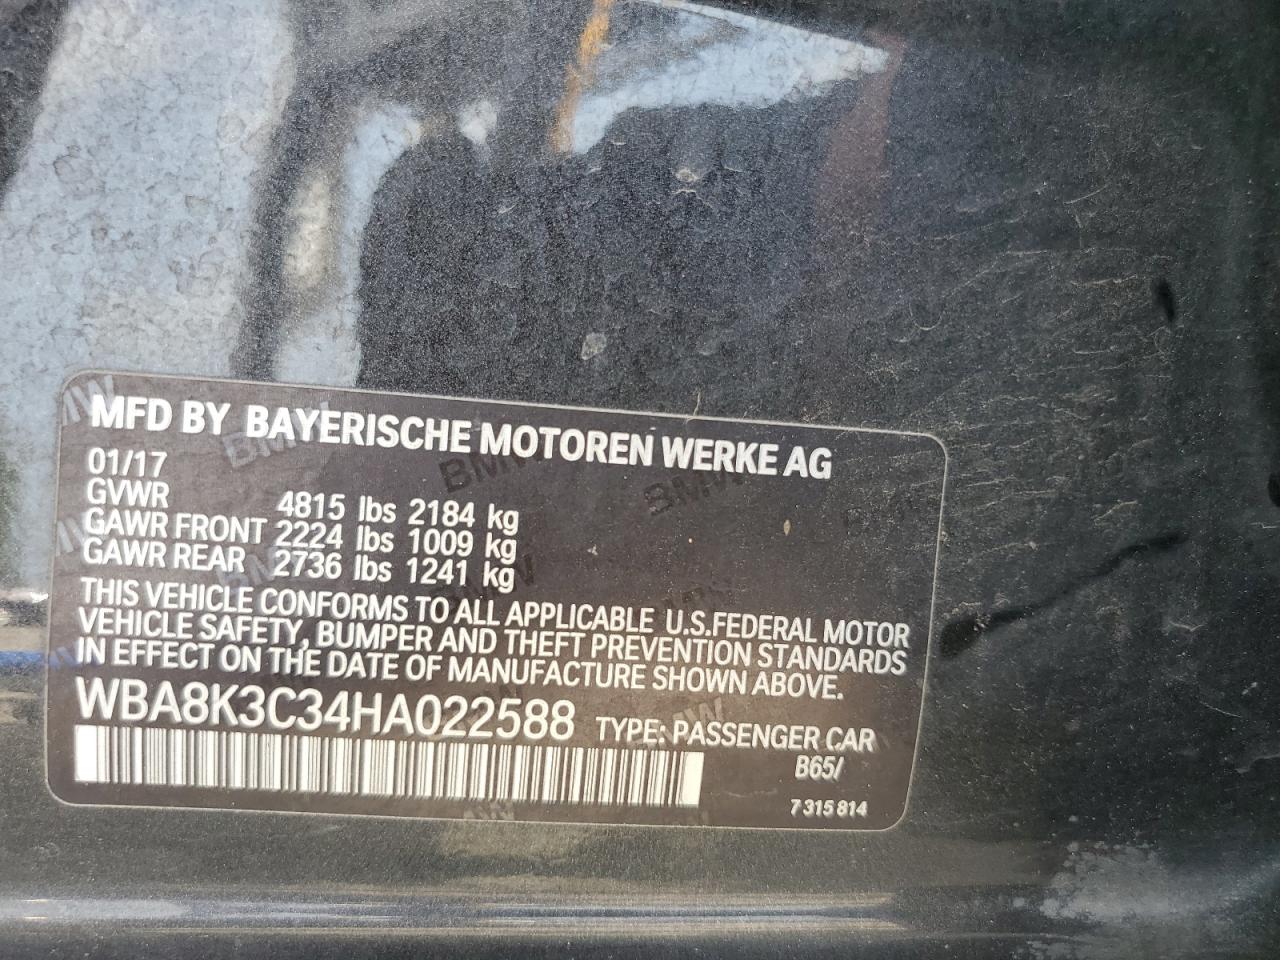 MFD BY BAYERISCHE MOTOREN WERKE AG
01/17
GVWR 4815 lbs 2184 kg
GAWR FRONT 2224 lbs 1009 kg
GAWR REAR 2736 lbs 1241 kg
THIS VEHICLE CONFORMS TO ALL APPLICABLE U.S.FEDERAL MOTOR
VEHICLE SAFETY, BUMPER AND THEFT PREVENTION STANDARDS
IN EFFECT ON THE DATE OF MANUFACTURE SHOWN ABOVE.
WBA8K3C34HA022588 TYPE: PASSENGER CAR
B65/
7 315 814